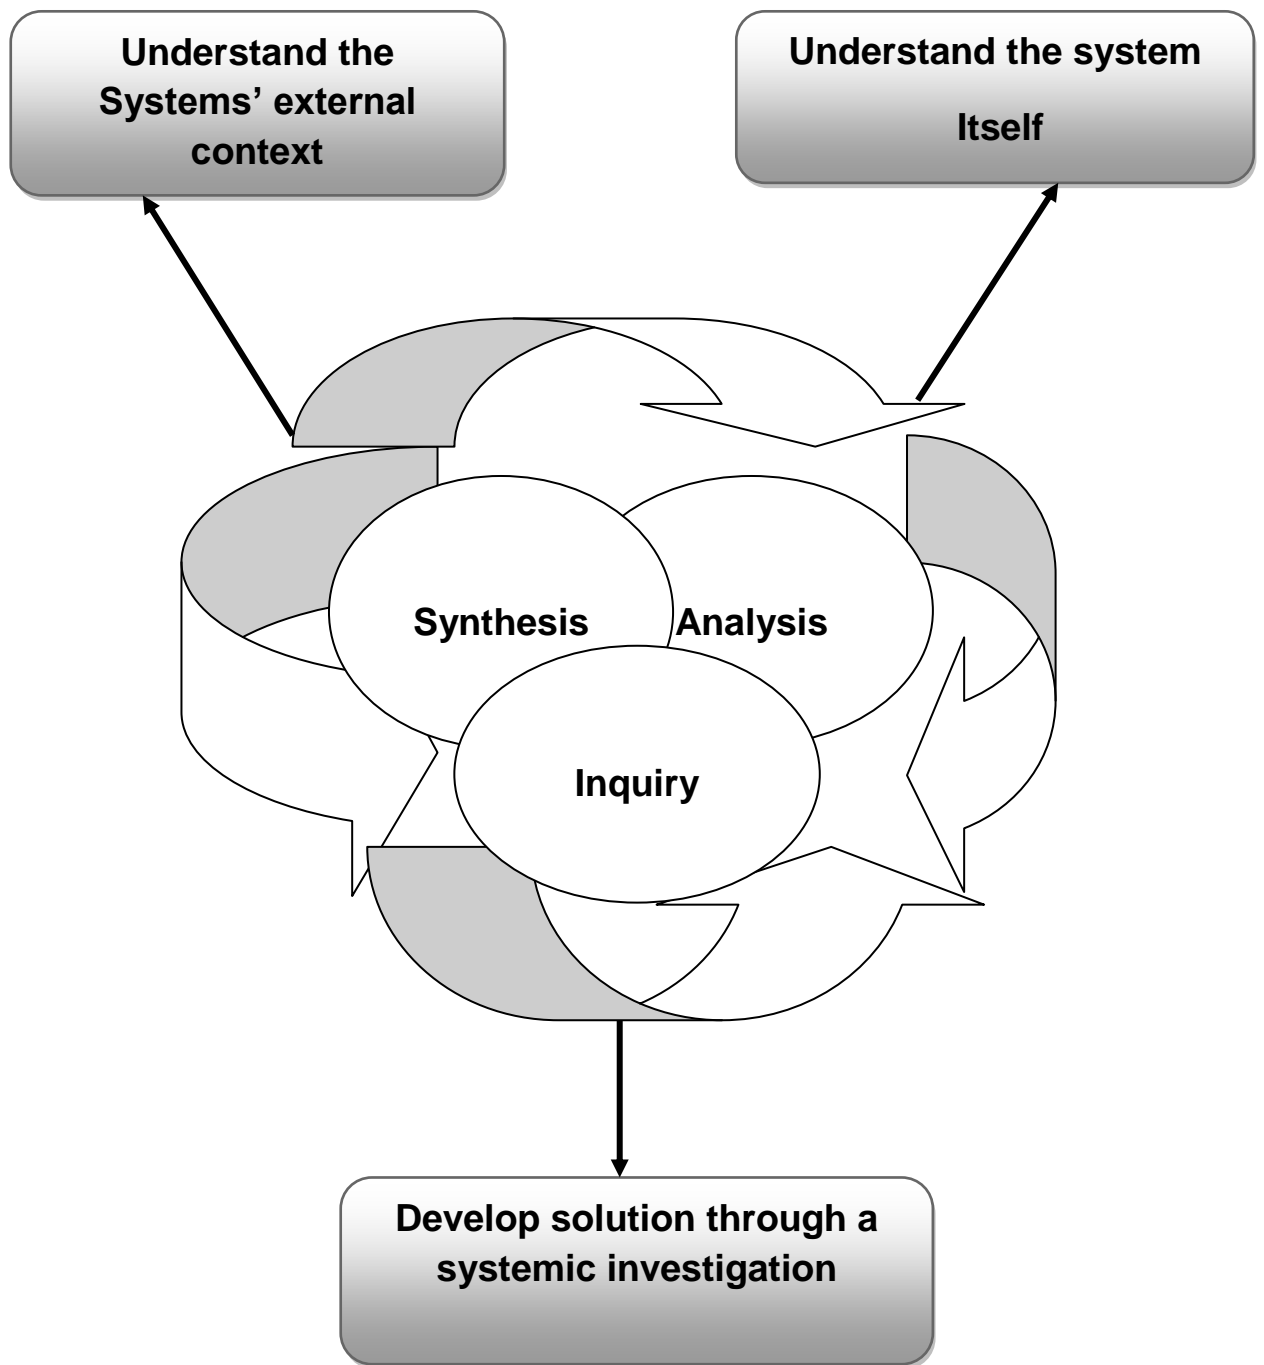 Understand the
Systems’ external
context
Understand the system
Itself
Synthesis
Analysis
Inquiry
Develop solution through a
systemic investigation